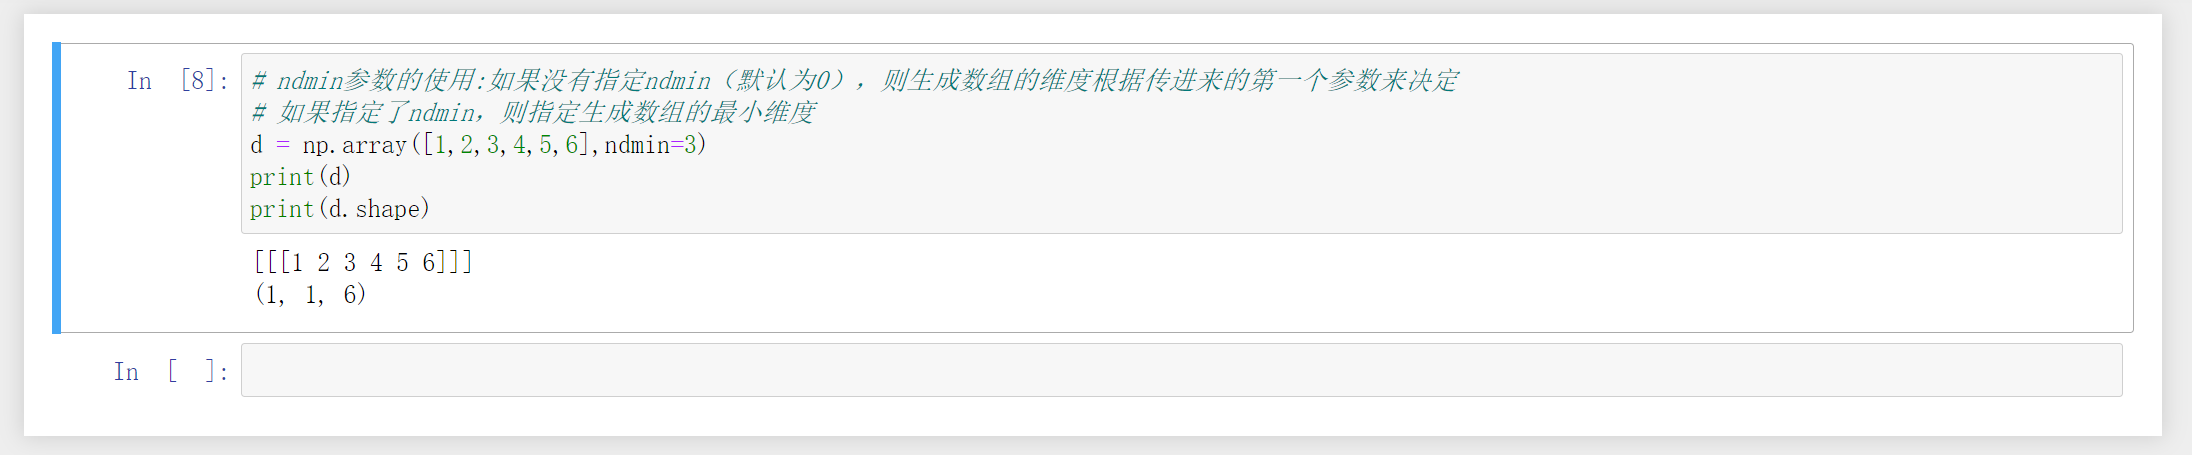 In [8]:
# ndmin参数的使用:如果没有指定ndmin（默认为0），则生成数组的维度根据传进来的第一个参数来决定
# 如果指定了ndmin，则指定生成数组的最小维度
d = np.array([1,2,3,4,5,6],ndmin=3)
print(d)
print(d.shape)
[[[1 2 3 4 5 6]]]
(1, 1, 6)
In [ ]: